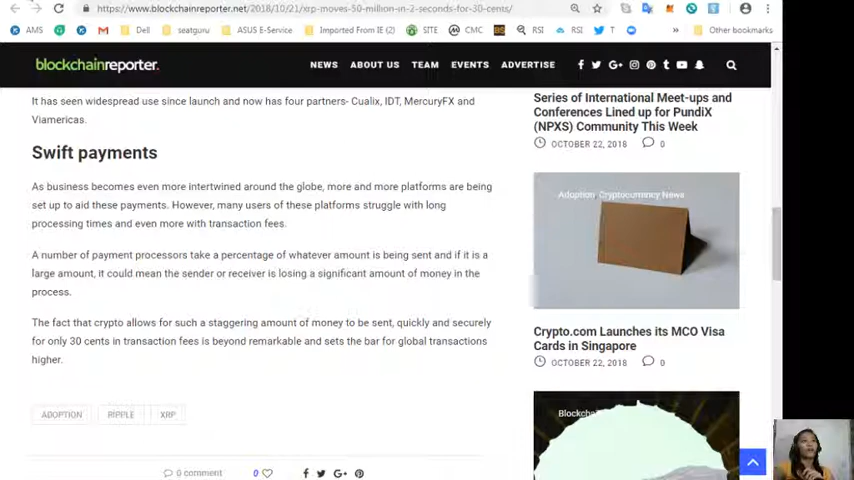 https://www.blockchainreporter.net/2018/10/21/xrp-moves-50-million-in-2-seconds-for-30-cents/
AMS
Dell
seatguru
ASUS E-Service
Imported From IE (2)
SITE
CMC
RSI
RSI
T
»
Other bookmarks
blockchainreporter.
NEWS ABOUT US TEAM EVENTS ADVERTISE
It has seen widespread use since launch and now has four partners- Cualix, IDT, MercuryFX and
Viamericas.
Swift payments
As business becomes even more intertwined around the globe, more and more platforms are being
set up to aid these payments. However, many users of these platforms struggle with long
processing times and even more with transaction fees.
A number of payment processors take a percentage of whatever amount is being sent and if it is a
large amount, it could mean the sender or receiver is losing a significant amount of money in the
process.
The fact that crypto allows for such a staggering amount of money to be sent, quickly and securely
for only 30 cents in transaction fees is beyond remarkable and sets the bar for global transactions
higher.
ADOPTION RIPPLE XRP
0 comment 0
Series of International Meet-ups and
Conferences Lined up for PundiX
(NPXS) Community This Week
OCTOBER 22, 2018 0
Adoption Cryptocurrency News
Crypto.com Launches its MCO Visa
Cards in Singapore
OCTOBER 22, 2018 0